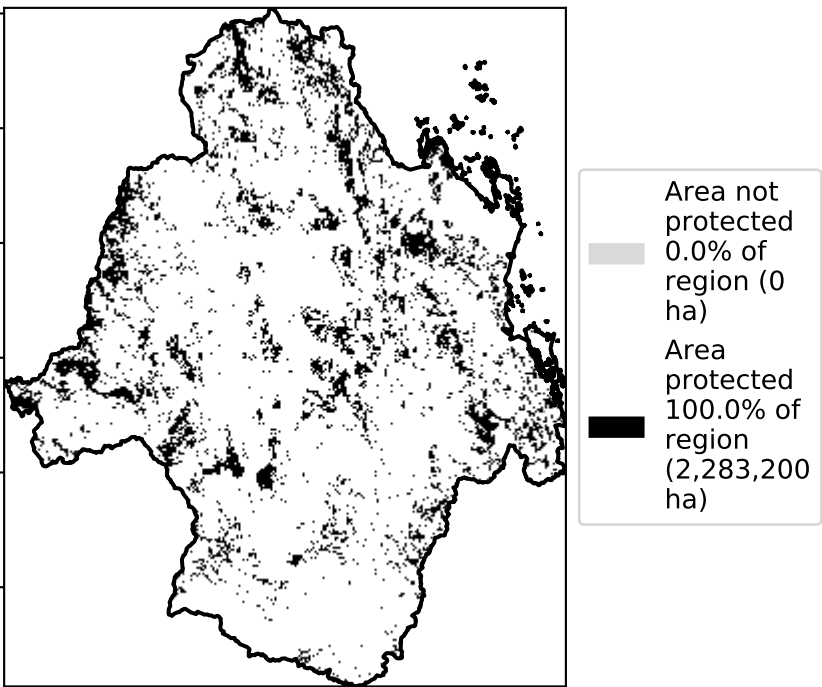 Area not
protected
0.0% of
region (0
ha)
Area
protected
100.0% of
region
(2,283,200
ha)